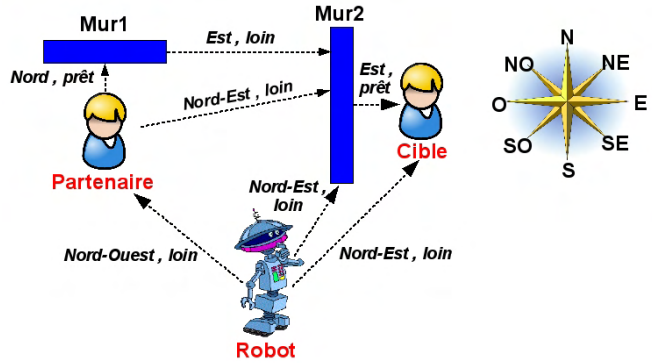 Mur1
Mur2
Est , loin
Nord , prêt
Est ,
prêt
Nord-Est , loin
Partenaire
Cible
Nord-Est,
loin
Nord-Ouest , loin
Nord-Est , loin
Robot
N
NO
NE
O
E
SO
SE
S